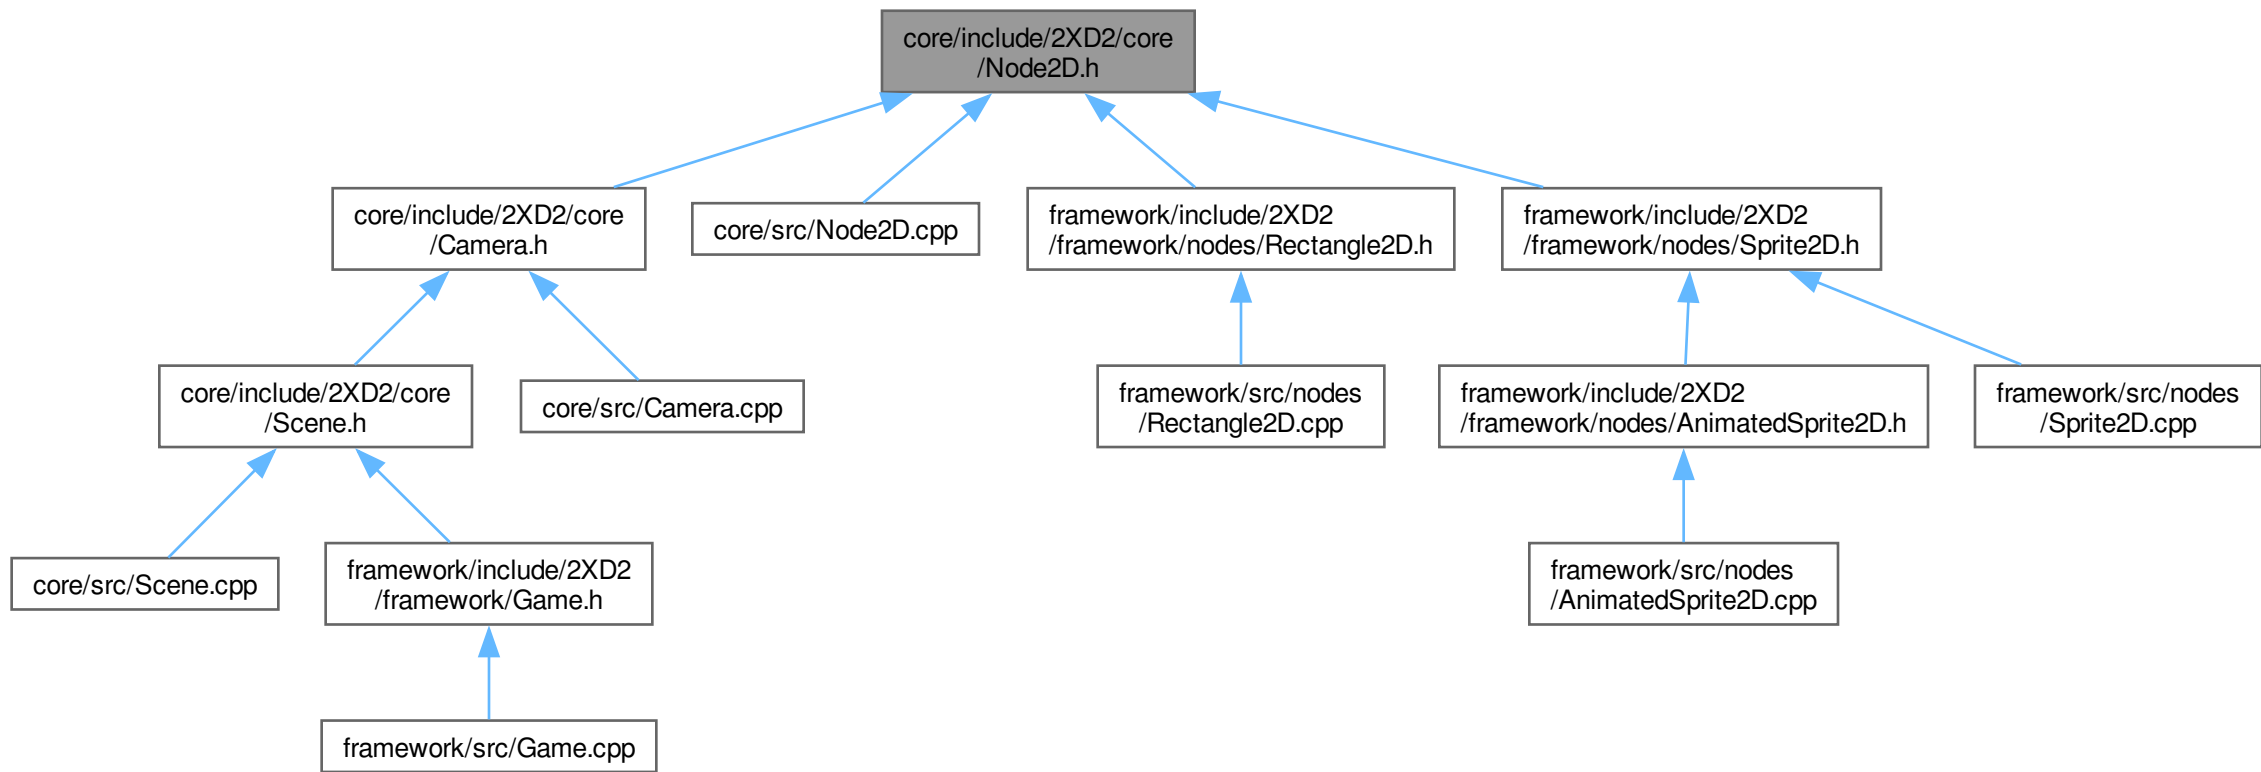 core/include/2XD2/core
/Node2D.h
core/include/2XD2/core
/Camera.h
core/src/Node2D.cpp
framework/include/2XD2
/framework/nodes/Rectangle2D.h
framework/include/2XD2
/framework/nodes/Sprite2D.h
core/include/2XD2/core
/Scene.h
core/src/Camera.cpp
framework/src/nodes
/Rectangle2D.cpp
framework/include/2XD2
/framework/nodes/AnimatedSprite2D.h
framework/src/nodes
/Sprite2D.cpp
core/src/Scene.cpp
framework/include/2XD2
/framework/Game.h
framework/src/nodes
/AnimatedSprite2D.cpp
framework/src/Game.cpp